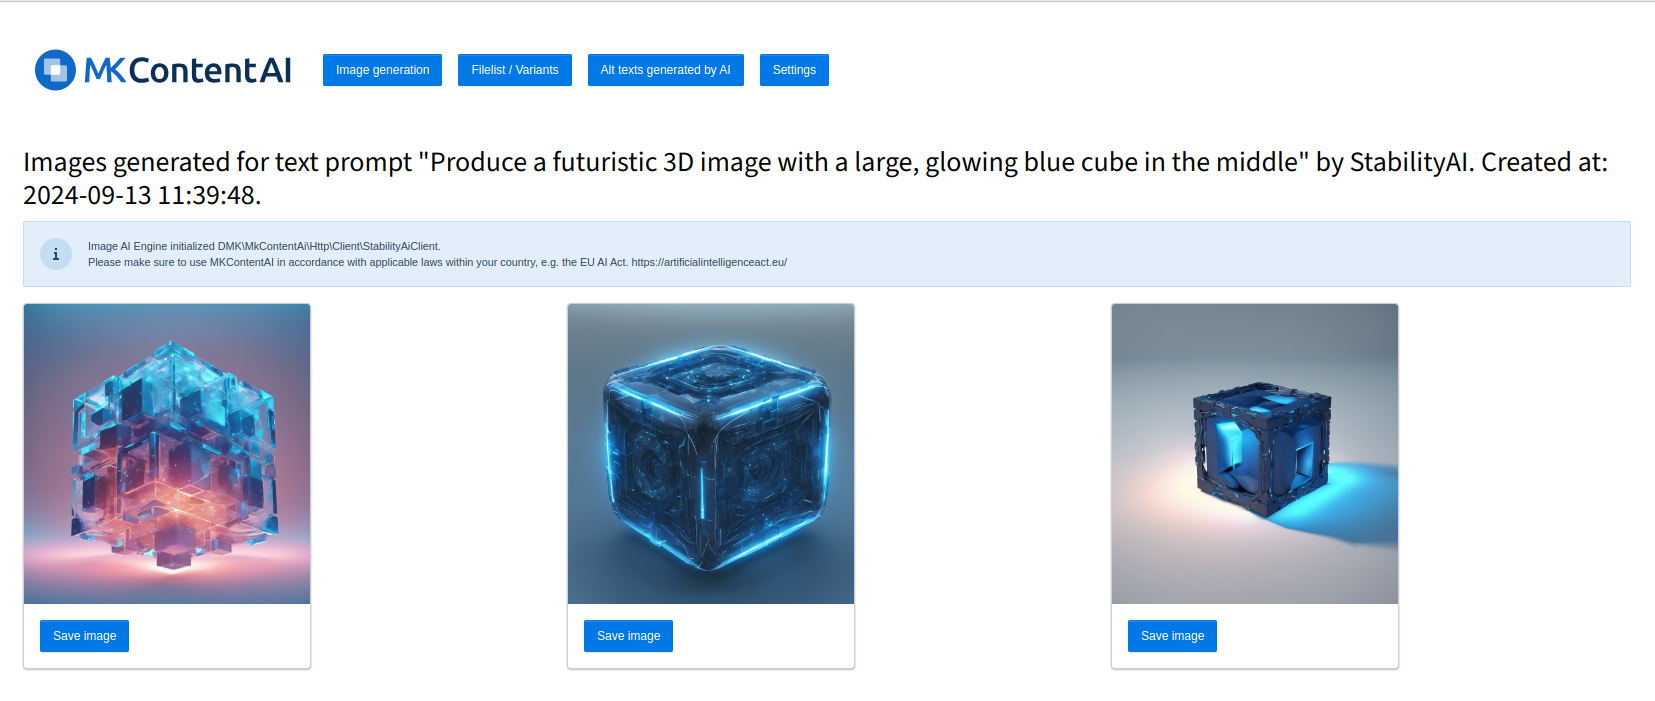 MKContentAI
Image generation
Filelist / Variants
Alt texts generated by AI
Settings
Images generated for text prompt "Produce a futuristic 3D image with a large, glowing blue cube in the middle" by StabilityAI. Created at:
2024-09-13 11:39:48.
i
Image AI Engine initialized DMK\MkContentAi\Http\Client\StabilityAiClient.
Please make sure to use MKContentAI in accordance with applicable laws within your country, e.g. the EU AI Act. https://artificialintelligenceact.eu/
Save image
Save image
Save image